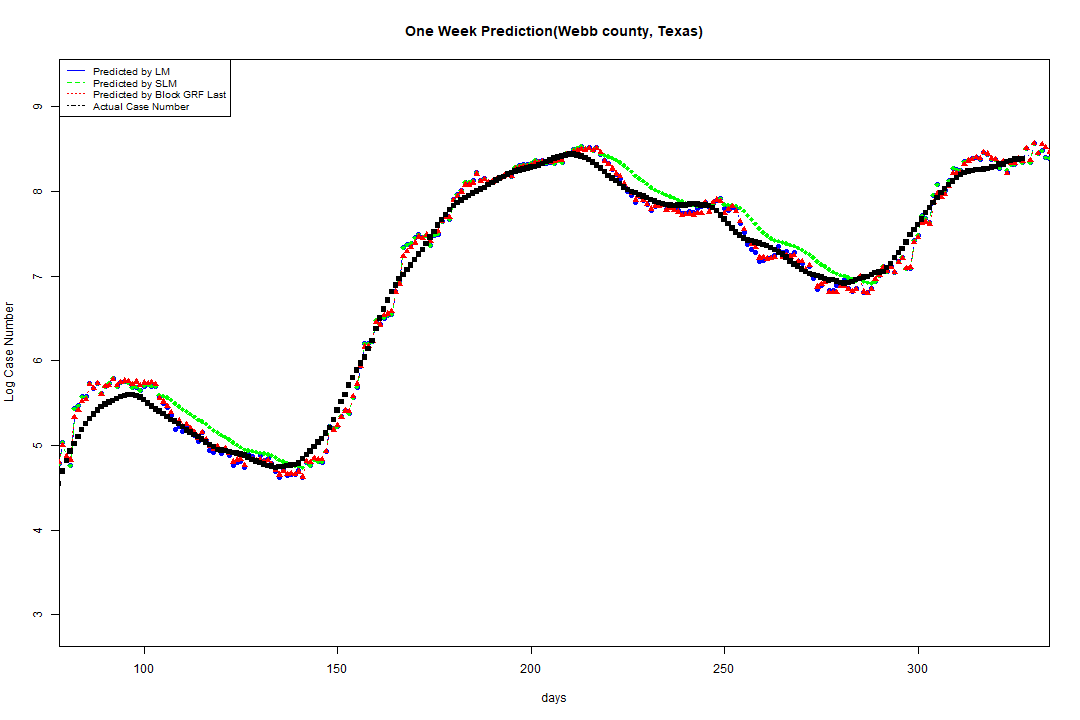 One Week Prediction(Webb county, Texas)
Predicted by LM
Predicted by SLM
Predicted by Block GRF Last
Actual Case Number
9
8
7
6
5
4
3
Log Case Number
100 150 200 250 300
days